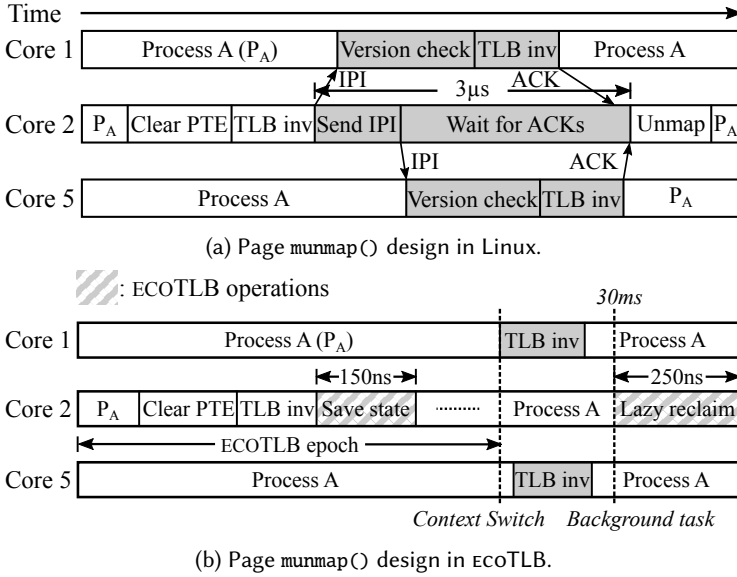 Time
Core 1 Process A (PA) Version check TLB inv Process A
IPI 3µs ACK
Core 2 PA Clear PTE TLB inv Send IPI Wait for ACKs Unmap PA
IPI ACK
Core 5 Process A Version check TLB inv PA
(a) Page munmap() design in Linux.
: ECOTLB operations 30ms
Core 1 Process A (PA) TLB inv Process A
150ns 250ns
Core 2 PA Clear PTE TLB inv Save state ......... Process A Lazy reclaim
ECOTLB epoch
Core 5 Process A TLB inv Process A
Context Switch Background task
(b) Page munmap() design in ECOTLB.